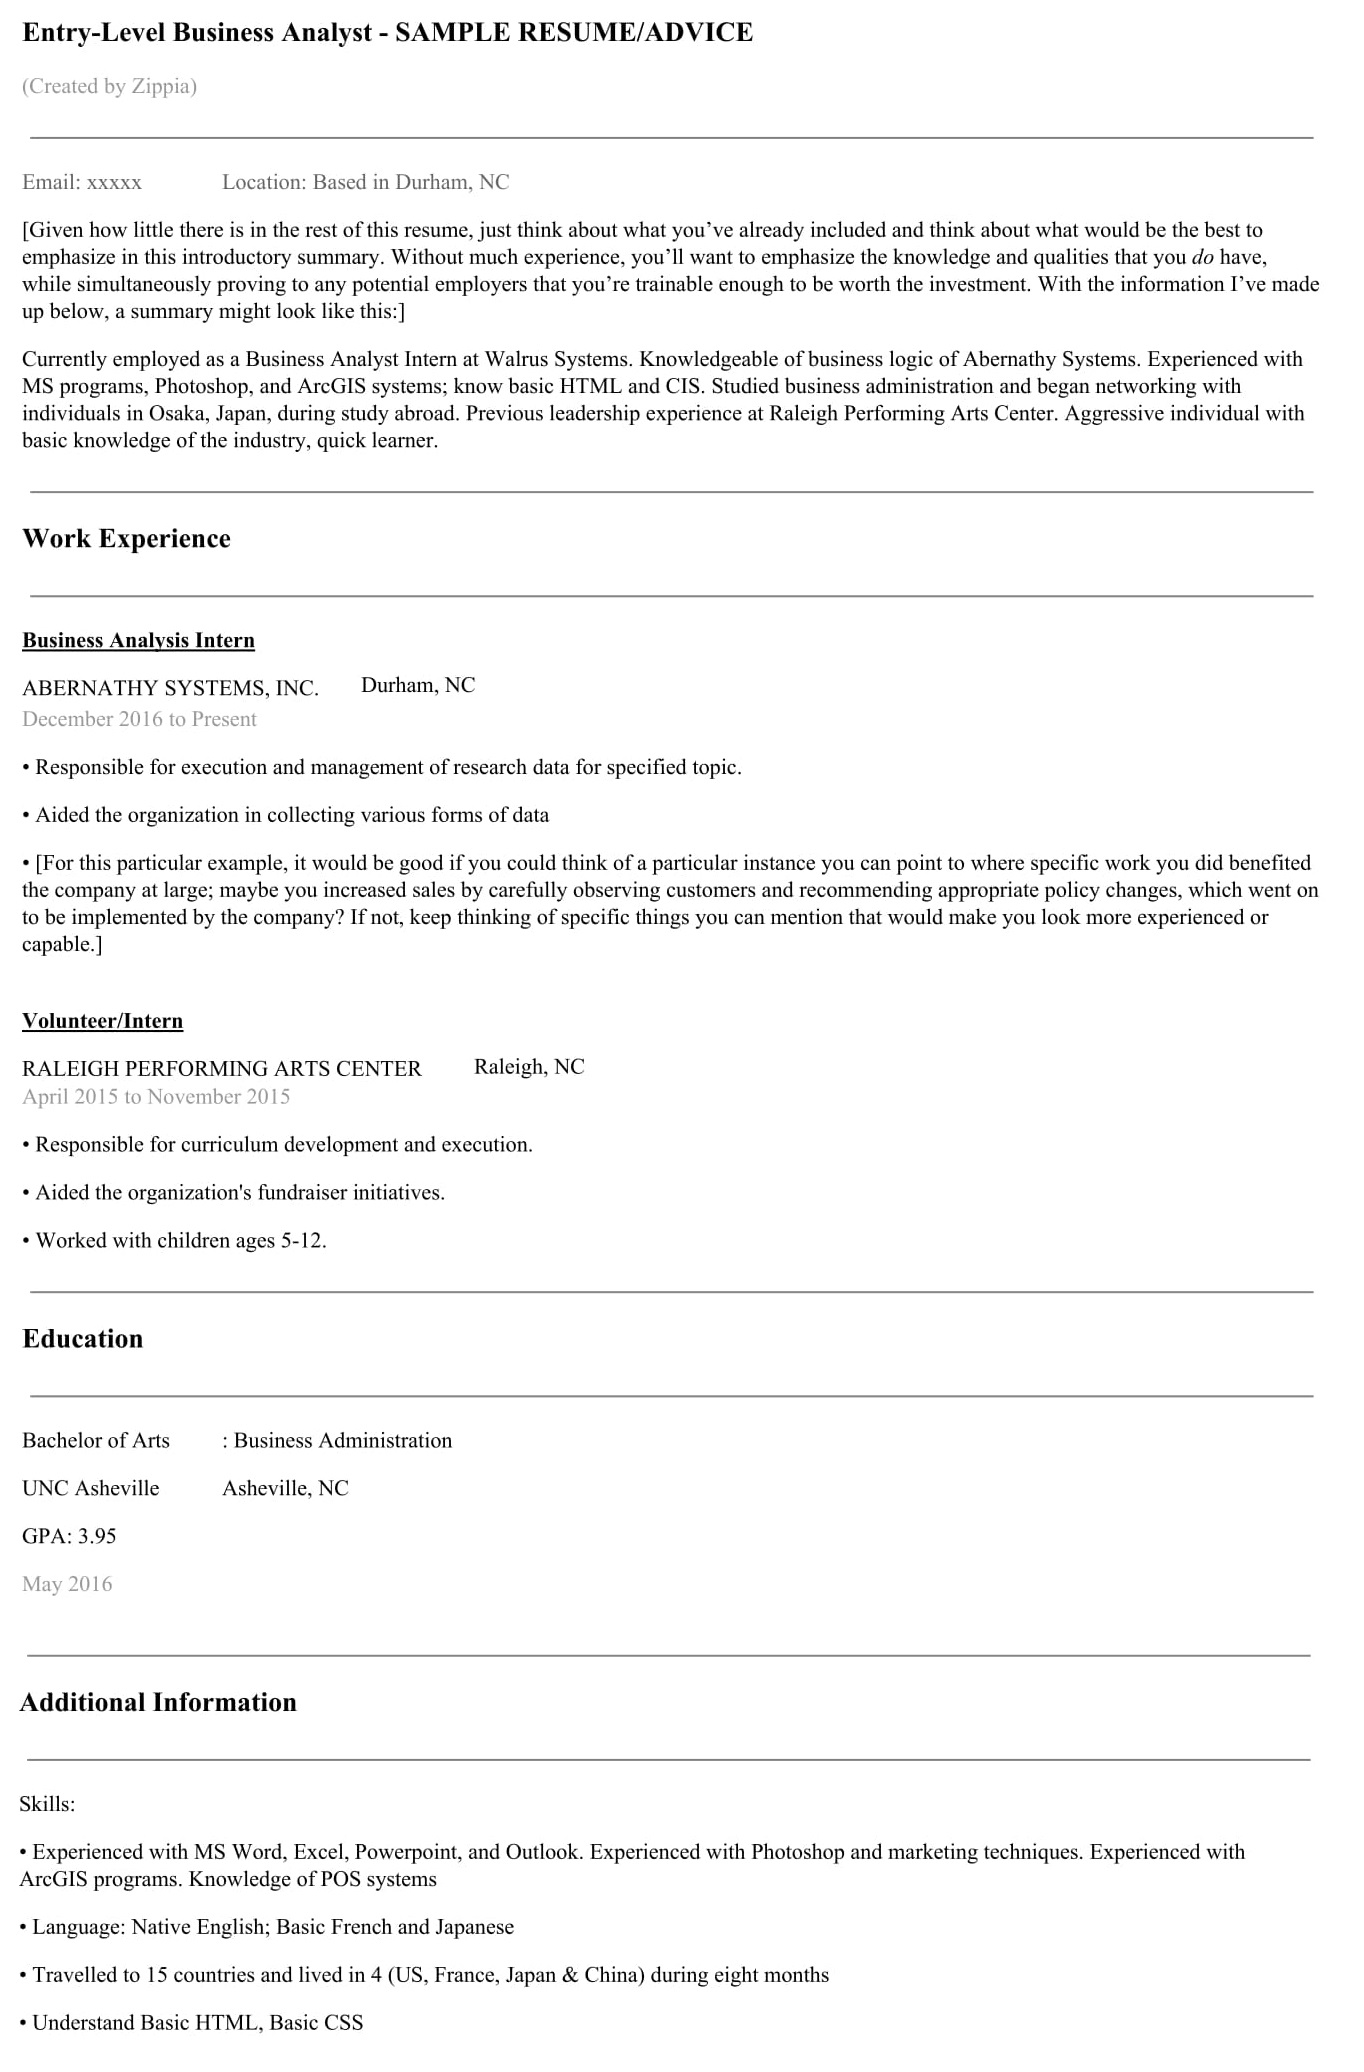 Entry-Level Business Analyst - SAMPLE RESUME/ADVICE
(Created by Zippia)
Email: xxxxx Location: Based in Durham, NC
[Given how little there is in the rest of this resume, just think about what you’ve already included and think about what would be the best to
emphasize in this introductory summary. Without much experience, you’ll want to emphasize the knowledge and qualities that you do have,
while simultaneously proving to any potential employers that you’re trainable enough to be worth the investment. With the information I’ve made
up below, a summary might look like this:]
Currently employed as a Business Analyst Intern at Walrus Systems. Knowledgeable of business logic of Abernathy Systems. Experienced with
MS programs, Photoshop, and ArcGIS systems; know basic HTML and CIS. Studied business administration and began networking with
individuals in Osaka, Japan, during study abroad. Previous leadership experience at Raleigh Performing Arts Center. Aggressive individual with
basic knowledge of the industry, quick learner.
Work Experience
Business Analysis Intern
ABERNATHY SYSTEMS, INC. Durham, NC
December 2016 to Present
• Responsible for execution and management of research data for specified topic.
• Aided the organization in collecting various forms of data
• [For this particular example, it would be good if you could think of a particular instance you can point to where specific work you did benefited
the company at large; maybe you increased sales by carefully observing customers and recommending appropriate policy changes, which went on
to be implemented by the company? If not, keep thinking of specific things you can mention that would make you look more experienced or
capable.]
Volunteer/Intern
RALEIGH PERFORMING ARTS CENTER Raleigh, NC
April 2015 to November 2015
• Responsible for curriculum development and execution.
• Aided the organization's fundraiser initiatives.
• Worked with children ages 5-12.
Education
Bachelor of Arts : Business Administration
UNC Asheville Asheville, NC
GPA: 3.95
May 2016
Additional Information
Skills:
• Experienced with MS Word, Excel, Powerpoint, and Outlook. Experienced with Photoshop and marketing techniques. Experienced with
ArcGIS programs. Knowledge of POS systems
• Language: Native English; Basic French and Japanese
• Travelled to 15 countries and lived in 4 (US, France, Japan & China) during eight months
• Understand Basic HTML, Basic CSS